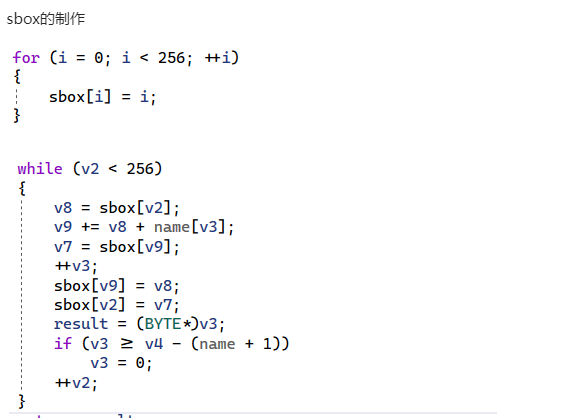 sbox的制作
for (i = 0; i < 256; ++i)
{
    sbox[i] = i;
}
while (v2 < 256)
{
    v8 = sbox[v2];
    v9 += v8 + name[v3];
    v7 = sbox[v9];
    ++v3;
    sbox[v9] = v8;
    sbox[v2] = v7;
    result = (BYTE*)v3;
    if (v3 ≥ v4 - (name + 1))
        v3 = 0;
    ++v2;
}